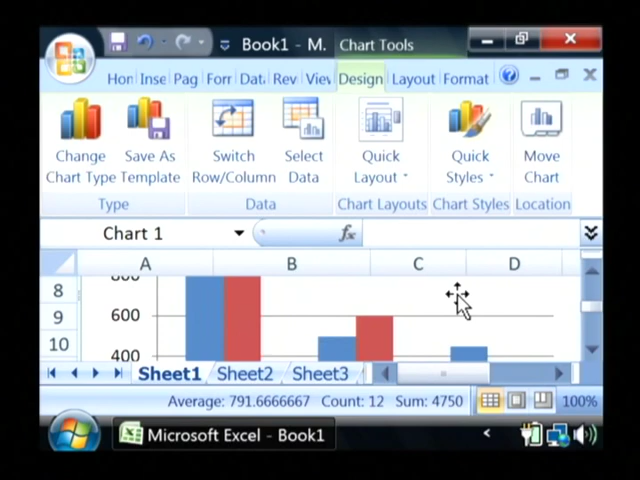 Book1 - M.
Chart Tools
Hor Inse Pag Forr Dat Rev Viev Design Layout Format
Change Chart Type
Save As Template
Switch Row/Column
Select Data
Quick Layout
Quick Styles
Move Chart
Type
Data
Chart Layouts
Chart Styles
Location
Chart 1
fx
A B C D
8
800
9
600
10
400
Sheet1 Sheet2 Sheet3
Average: 791.6666667 Count: 12 Sum: 4750
100%
Microsoft Excel - Book1